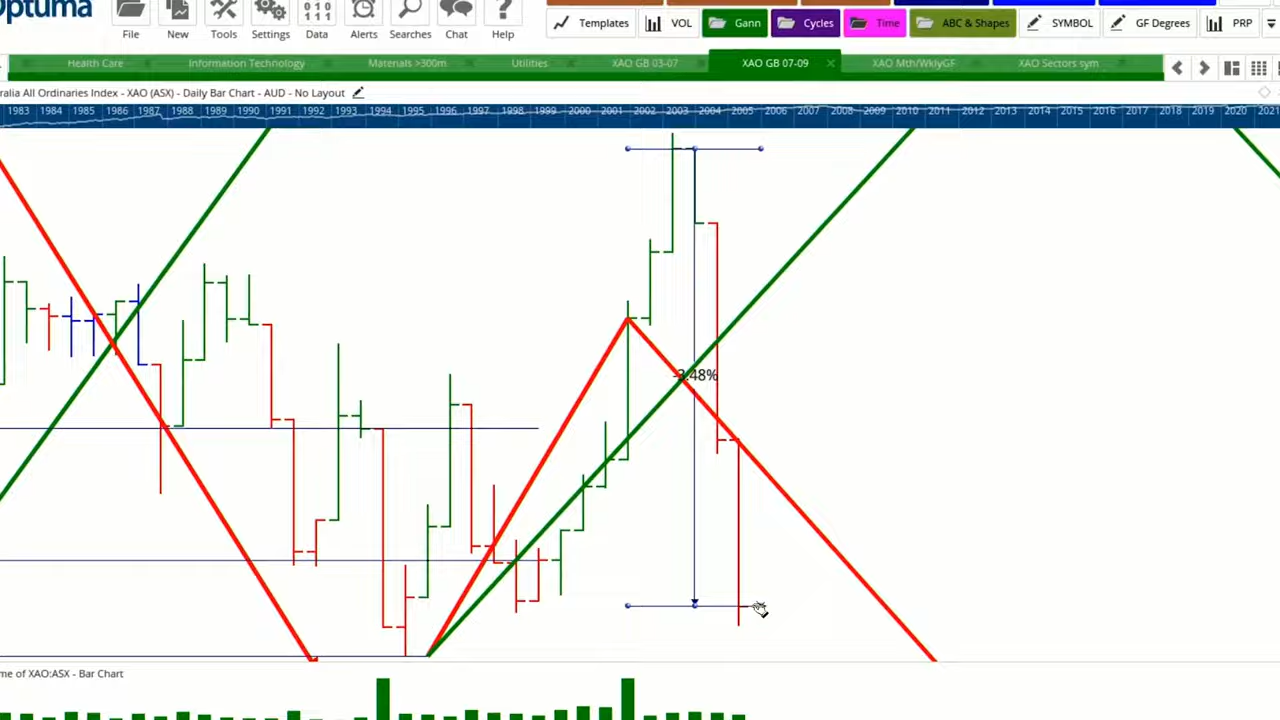 Optuma
File New Tools Settings Data Alerts Searches Chat Help
Templates VOL Gann Cycles Time ABC & Shapes SYMBOL GF Degrees PRP
Health Care Information Technology Materials >300m Utilities XAO GB 03-07 XAO GB 07-09 XAO Mth/WklyGF XAO Sectors sym
ralia All Ordinaries Index - XAO (ASX) - Daily Bar Chart - AUD - No Layout
1983 1984 1985 1986 1987 1988 1989 1990 1991 1992 1993 1994 1995 1996 1997 1998 1999 2000 2001 2002 2003 2004 2005 2006 2007 2008 2009 2010 2011 2012 2013 2014 2015 2016 2017 2018 2019 2020 2021
-3.48%
me of XAO:ASX - Bar Chart